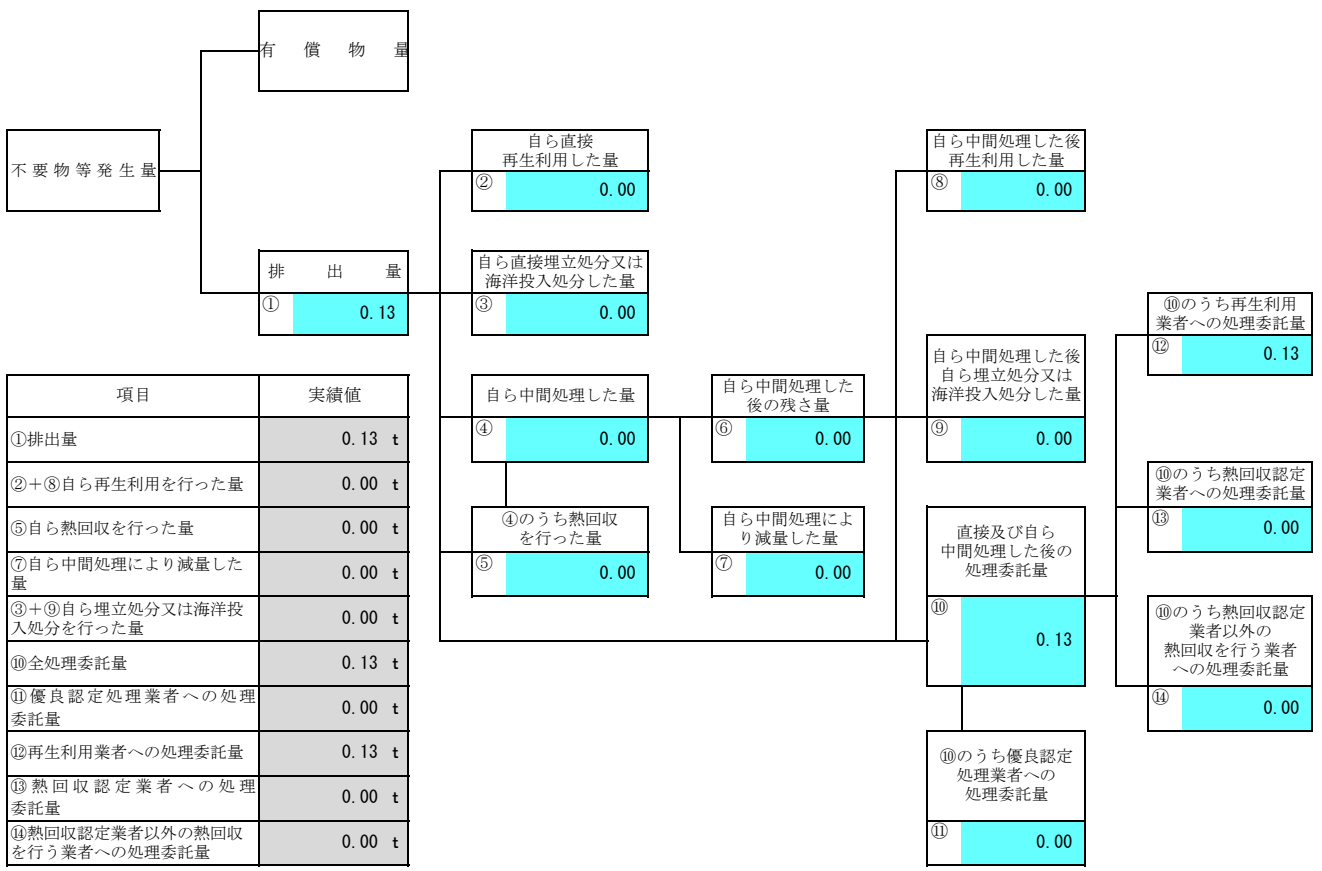 有償物量
不要物等発生量
排出量
① 0.13
自ら直接
再生利用した量
② 0.00
自ら直接埋立処分又は
海洋投入処分した量
③ 0.00
自ら中間処理した量
④ 0.00
④のうち熱回収
を行った量
⑤ 0.00
自ら中間処理した
後の残さ量
⑥ 0.00
自ら中間処理によ
り減量した量
⑦ 0.00
自ら中間処理した後
再生利用した量
⑧ 0.00
自ら中間処理した後
自ら埋立処分又は
海洋投入処分した量
⑨ 0.00
直接及び自ら
中間処理した後の
処理委託量
⑩ 0.13
⑩のうち優良認定
処理業者への
処理委託量
⑪ 0.00
⑩のうち再生利用
業者への処理委託量
⑫ 0.13
⑩のうち熱回収認定
業者への処理委託量
⑬ 0.00
⑩のうち熱回収認定
業者以外の
熱回収を行う業者
への処理委託量
⑭ 0.00
項目 実績値
①排出量 0.13 t
②＋⑧自ら再生利用を行った量 0.00 t
⑤自ら熱回収を行った量 0.00 t
⑦自ら中間処理により減量した
量 0.00 t
③＋⑨自ら埋立処分又は海洋投
入処分を行った量 0.00 t
⑩全処理委託量 0.13 t
⑪優良認定処理業者への処理
委託量 0.00 t
⑫再生利用業者への処理委託量 0.13 t
⑬熱回収認定業者への処理
委託量 0.00 t
⑭熱回収認定業者以外の熱回収
を行う業者への処理委託量 0.00 t